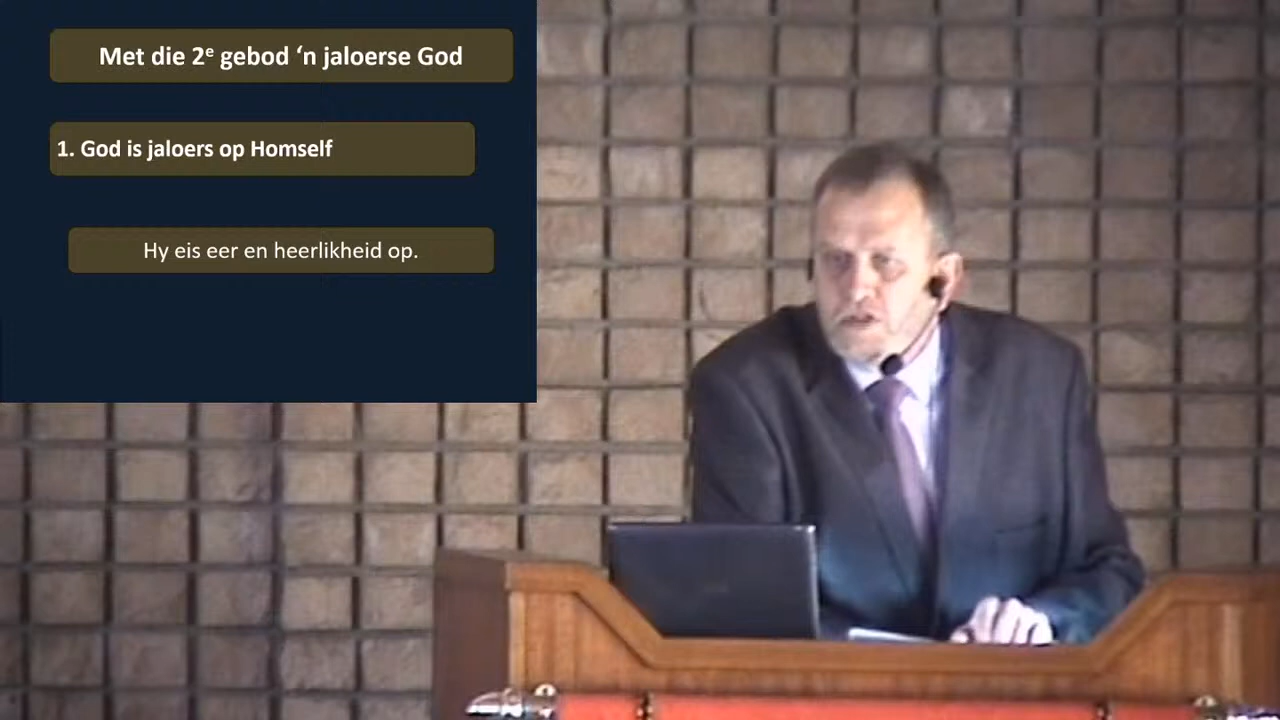 Met die 2ᵉ gebod ‘n jaloerse God
1. God is jaloers op Homself
Hy eis eer en heerlikheid op.